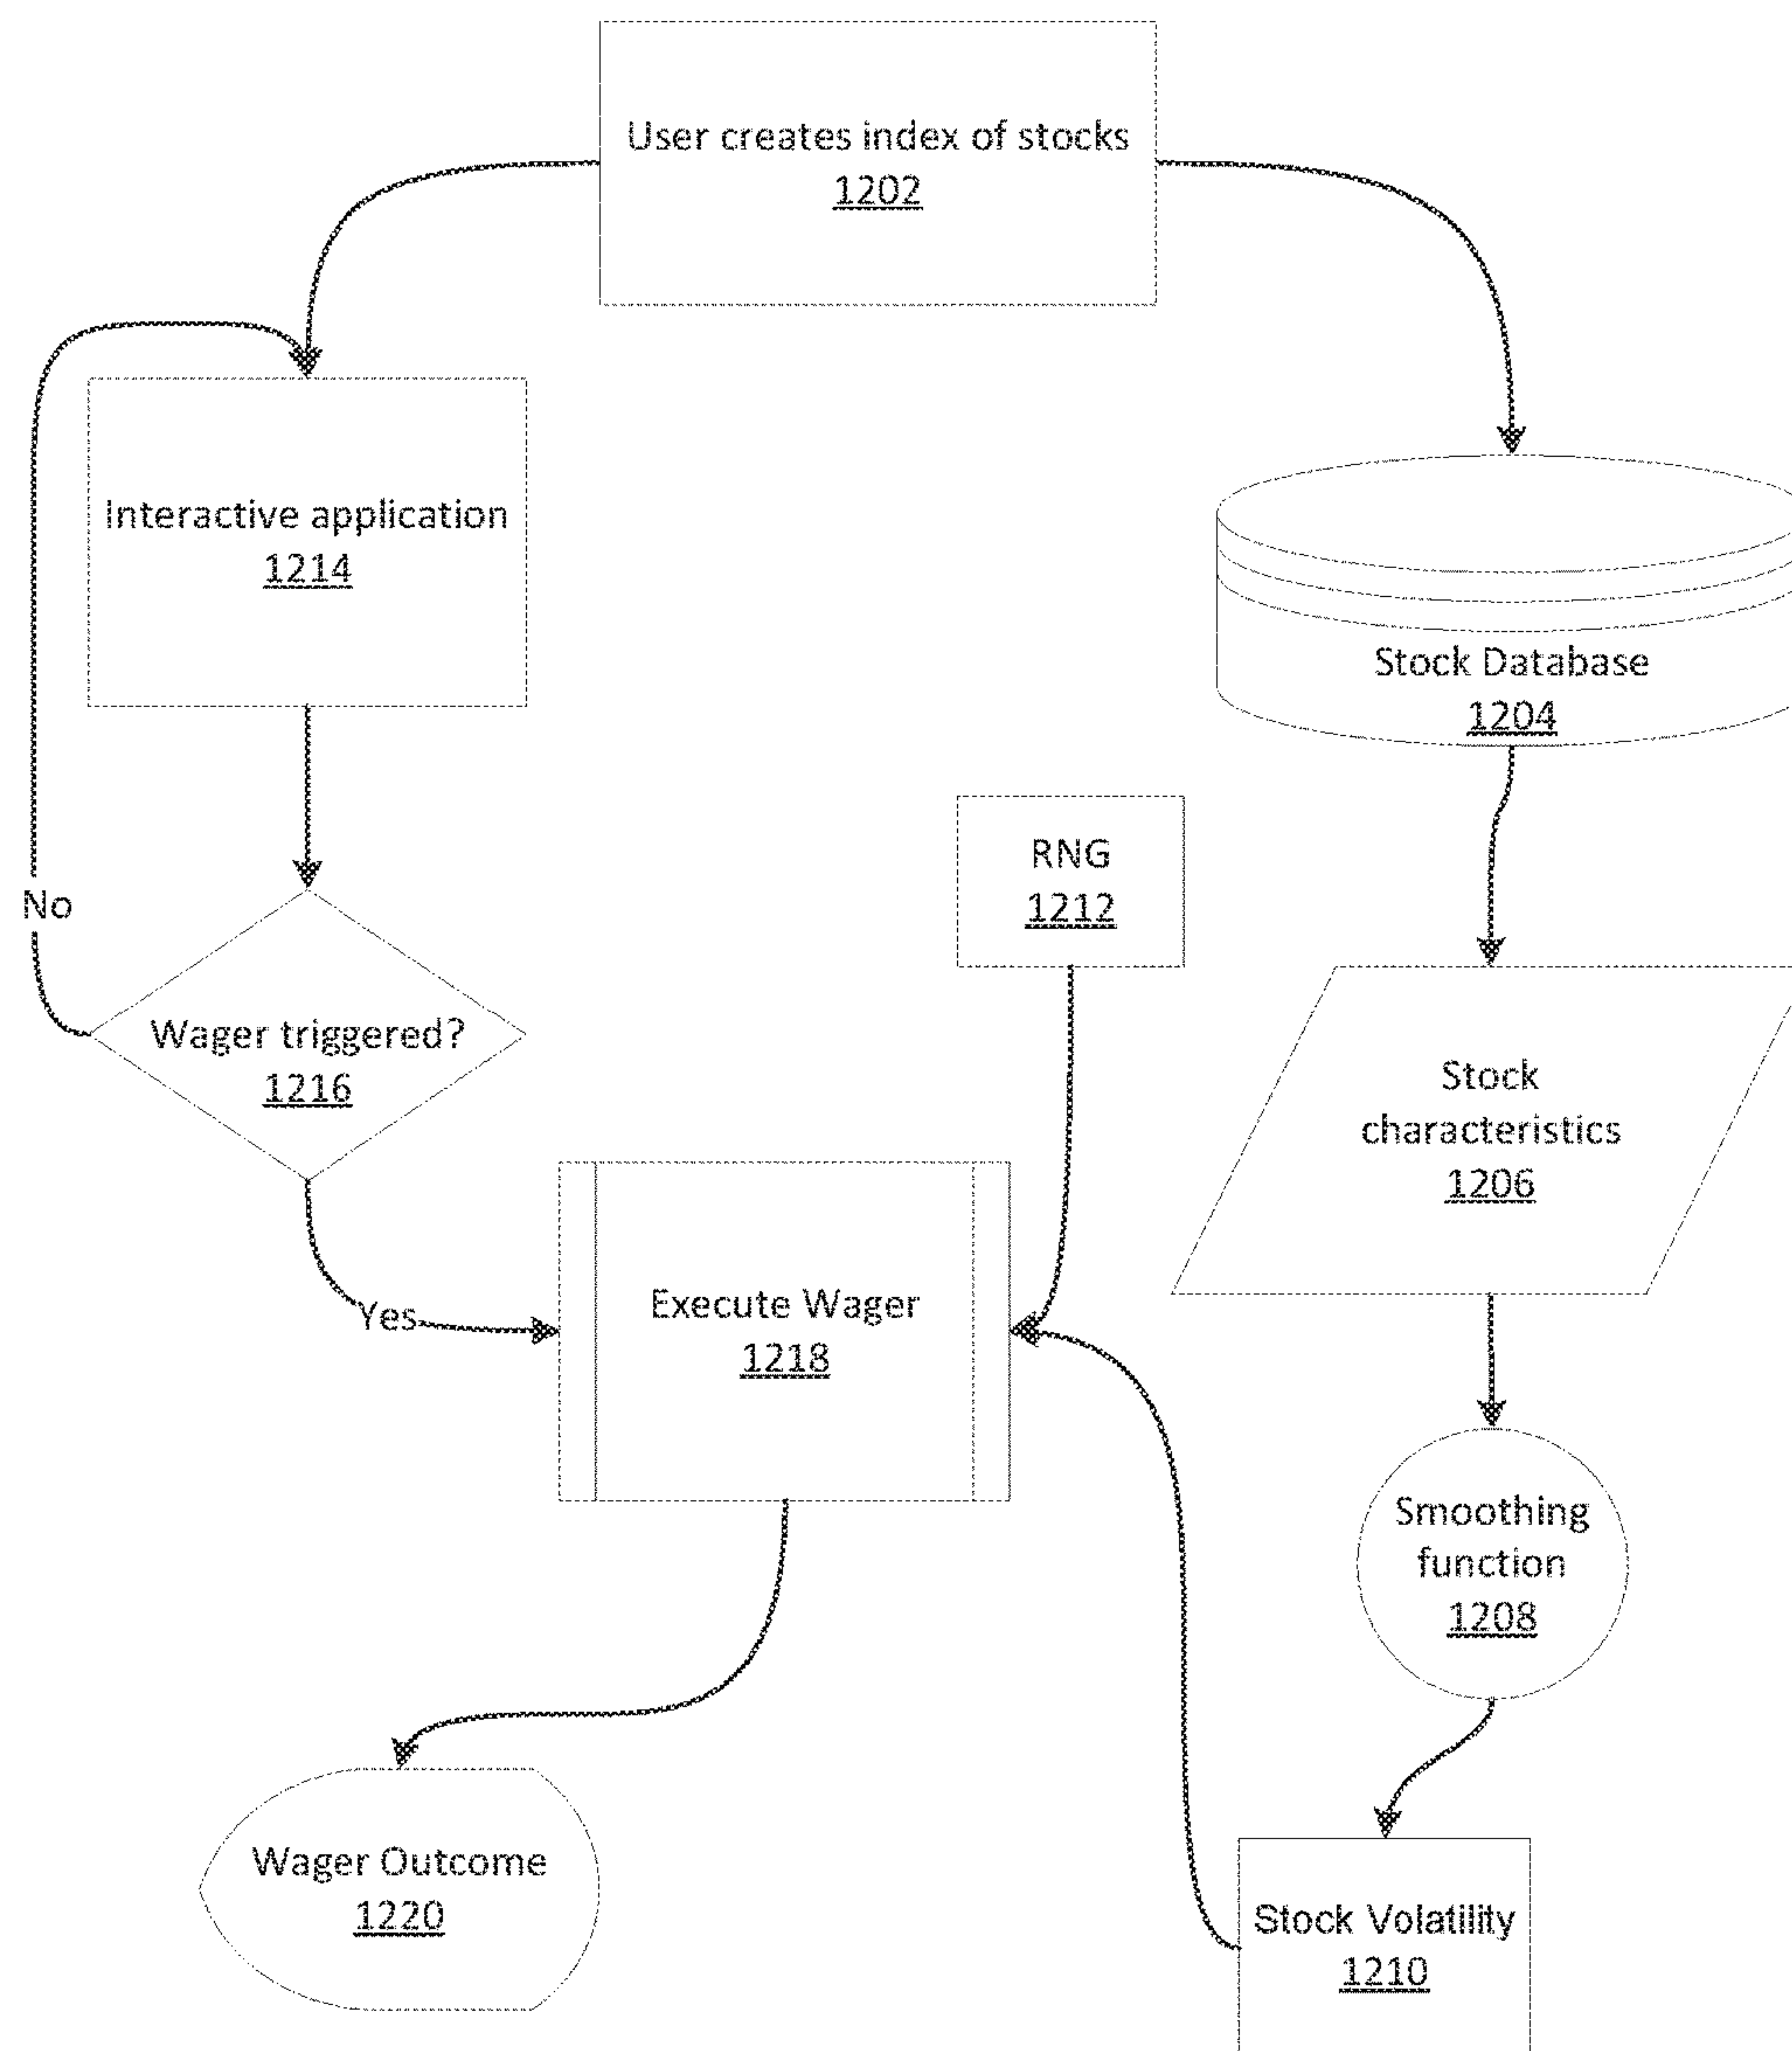 User creates index of stocks
1202
Interactive application
1214
Stock Database
1204
RNG
1212
No
Wager triggered?
1216
Stock
characteristics
1206
Yes
Execute Wager
1218
Smoothing
function
1208
Wager Outcome
1220
Stock Volatility
1210